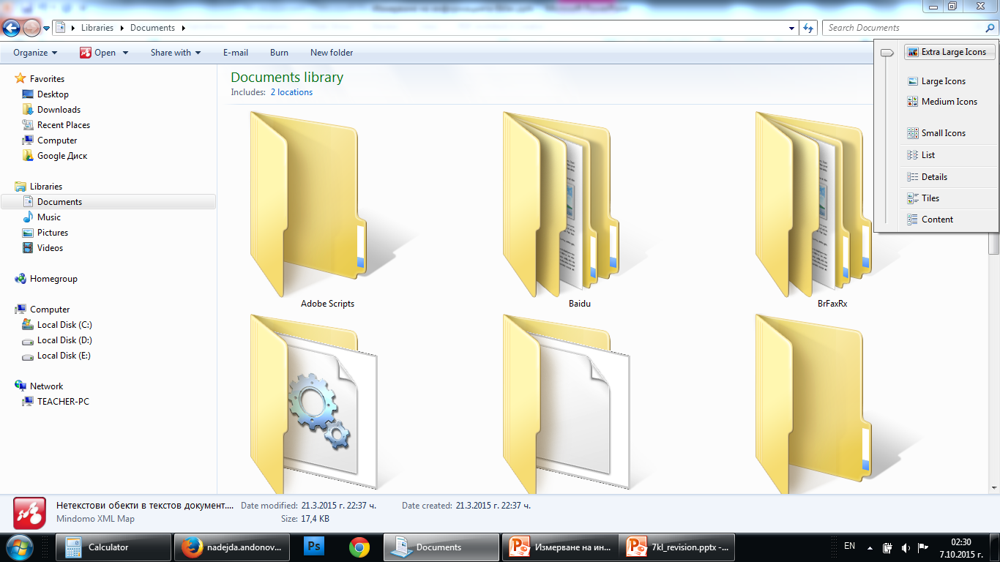 Libraries Documents
Search Documents
Organize Open Share with E-mail Burn New folder
Extra Large Icons
Large Icons
Medium Icons
Small Icons
List
Details
Tiles
Content
Favorites
Desktop
Downloads
Recent Places
Computer
Google Диск
Libraries
Documents
Music
Pictures
Videos
Homegroup
Computer
Local Disk (C:)
Local Disk (D:)
Local Disk (E:)
Network
TEACHER-PC
Documents library
Includes: 2 locations
Adobe Scripts Baidu BrFaxRx
Нетекстови обекти в текстов документ.... Date modified: 21.3.2015 г. 22:37 ч. Date created: 21.3.2015 г. 22:37 ч.
Mindomo XML Map Size: 17,4 KB
Calculator nadejda.andonov... Ps Documents Измерване на ин... 7kl_revision.pptx -... EN 02:30
7.10.2015 г.